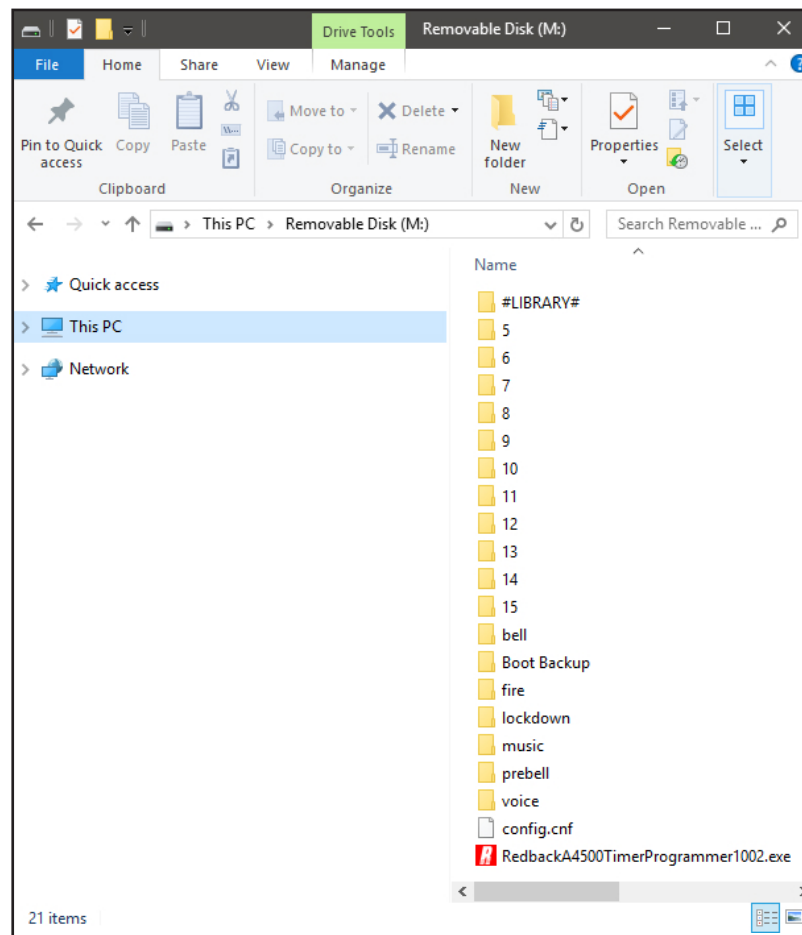 Drive Tools Removable Disk (M:)
File Home Share View Manage ?
Pin to Quick access Copy Paste W... Move to Copy to Delete Rename New folder Properties Select
Clipboard Organize New Open
This PC > Removable Disk (M:) Search Removable ...
Name
Quick access
This PC
Network
#LIBRARY#
5
6
7
8
9
10
11
12
13
14
15
bell
Boot Backup
fire
lockdown
music
prebell
voice
config.cnf
R RedbackA4500TimerProgrammer1002.exe
21 items